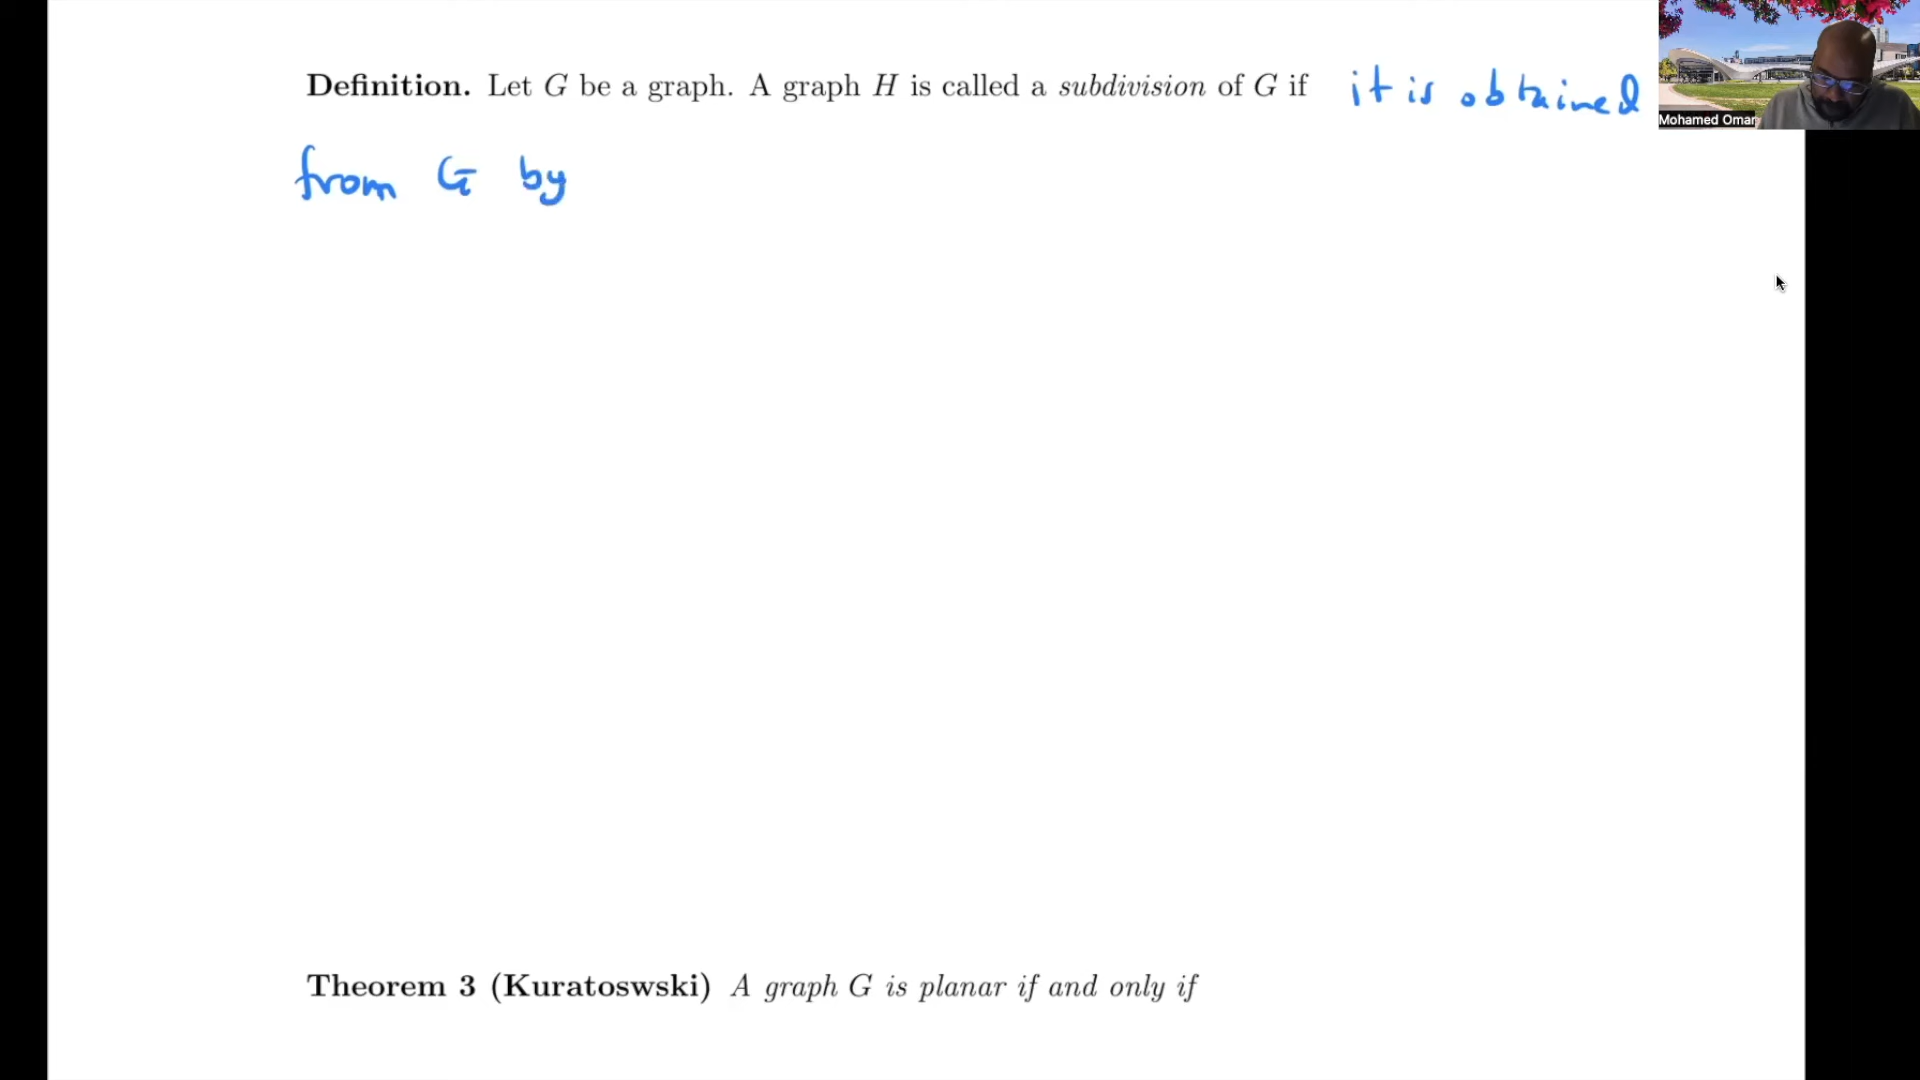 Definition. Let G be a graph. A graph H is called a subdivision of G if it is obtained
Mohamed Omar
from G by
Theorem 3 (Kuratoswski) A graph G is planar if and only if